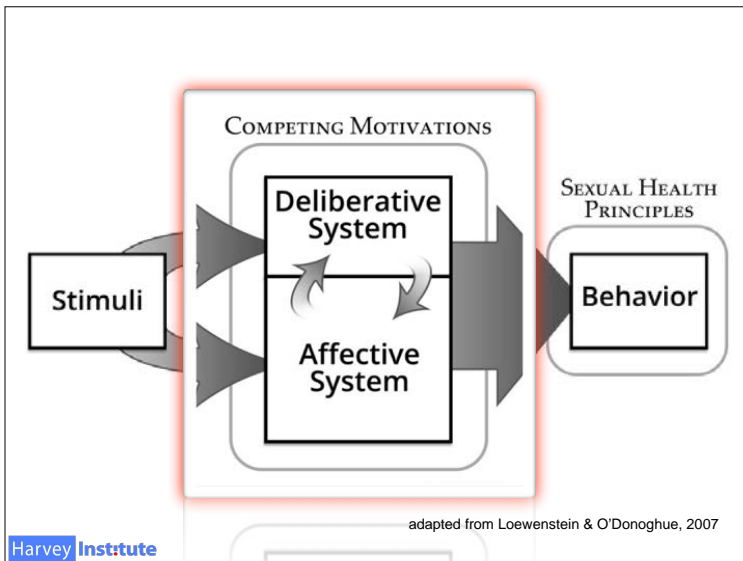 COMPETING MOTIVATIONS
Deliberative
System
SEXUAL HEALTH
PRINCIPLES
Stimuli
Behavior
Affective
System
adapted from Loewenstein & O'Donoghue, 2007
Harvey Institute